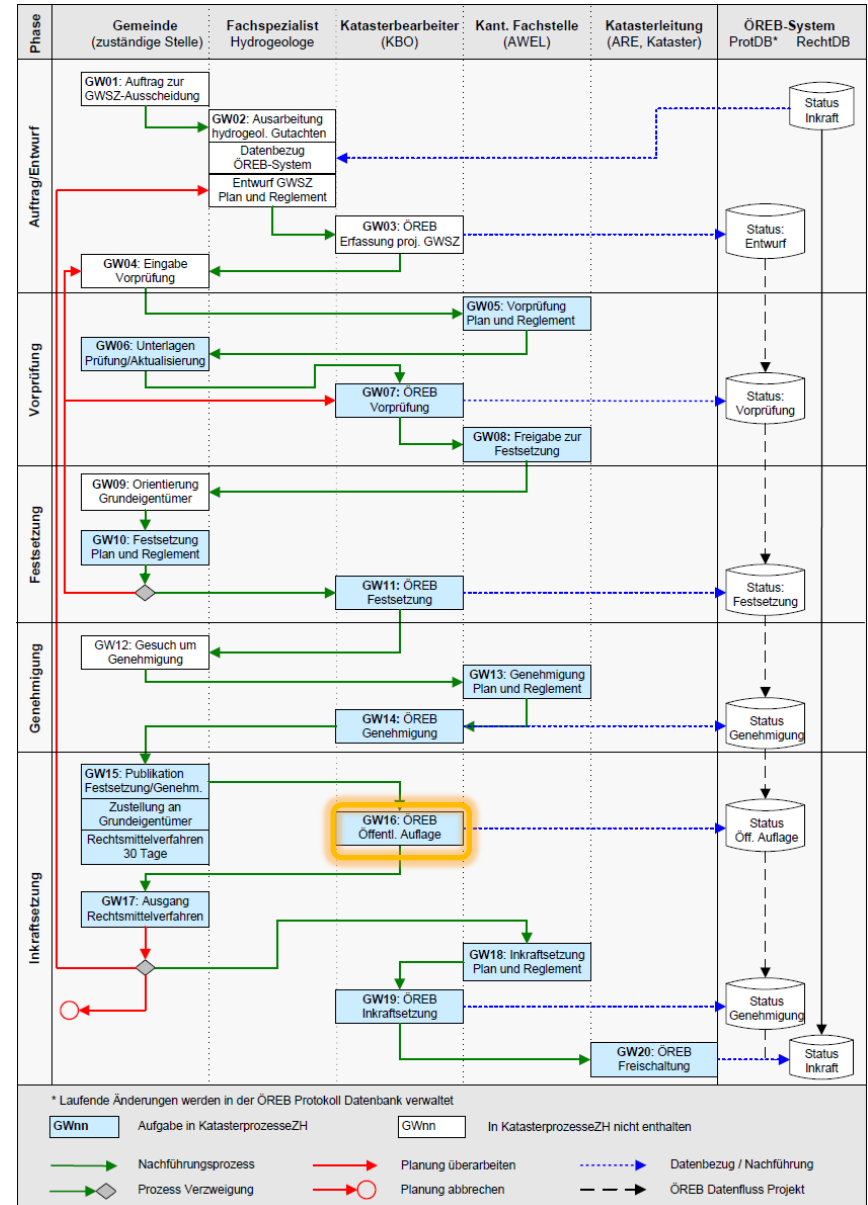 Phase
Gemeinde
(zuständige Stelle)
Fachspezialist
Hydrogeologe
Katasterbearbeiter
(KBO)
Kant. Fachstelle
(AWEL)
Katasterleitung
(ARE, Kataster)
ÖREB-System
ProtDB* RechtDB
Auftrag/Entwurf
GW01: Auftrag zur
GWSZ-Ausscheidung
Status
Inkraft
GW02: Ausarbeitung
hydrogeol. Gutachten
Datenbezug
ÖREB-System
Entwurf GWSZ
Plan und Reglement
GW03: ÖREB
Erfassung proj. GWSZ
Status:
Entwurf
GW04: Eingabe
Vorprüfung
Vorprüfung
GW05: Vorprüfung
Plan und Reglement
GW06: Unterlagen
Prüfung/Aktualisierung
GW07: ÖREB
Vorprüfung
Status:
Vorprüfung
GW08: Freigabe zur
Festsetzung
Festsetzung
GW09: Orientierung
Grundeigentümer
GW10: Festsetzung
Plan und Reglement
GW11: ÖREB
Festsetzung
Status:
Festsetzung
Genehmigung
GW12: Gesuch um
Genehmigung
GW13: Genehmigung
Plan und Reglement
GW14: ÖREB
Genehmigung
Status
Genehmigung
Inkraftsetzung
GW15: Publikation
Festsetzung/Genehm.
Zustellung an
Grundeigentümer
Rechtsmittelverfahren
30 Tage
GW16: ÖREB
Öffentl. Auflage
Status
Öff. Auflage
GW17: Ausgang
Rechtsmittelverfahren
GW18: Inkraftsetzung
Plan und Reglement
GW19: ÖREB
Inkraftsetzung
Status
Genehmigung
GW20: ÖREB
Freischaltung
Status
Inkraft
* Laufende Änderungen werden in der ÖREB Protokoll Datenbank verwaltet
GWnn Aufgabe in KatasterprozesseZH GWnn In KatasterprozesseZH nicht enthalten
Nachführungsprozess Planung überarbeiten Datenbezug / Nachführung
Prozess Verzweigung Planung abbrechen ÖREB Datenfluss Projekt